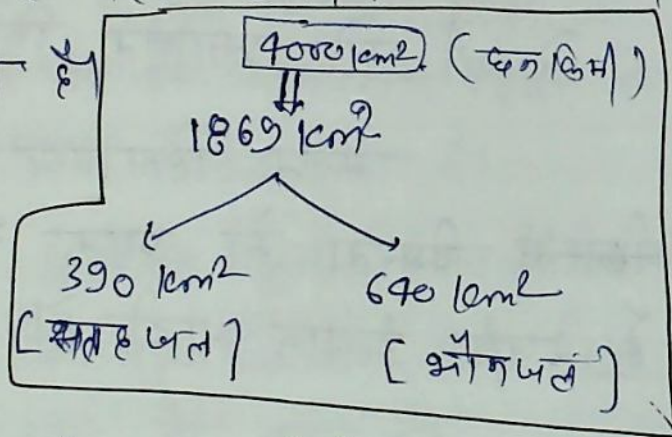 है।
4000 km² (घन किमी)
1869 km²
390 km² 640 km²
[सतह जल] [भौमजल]